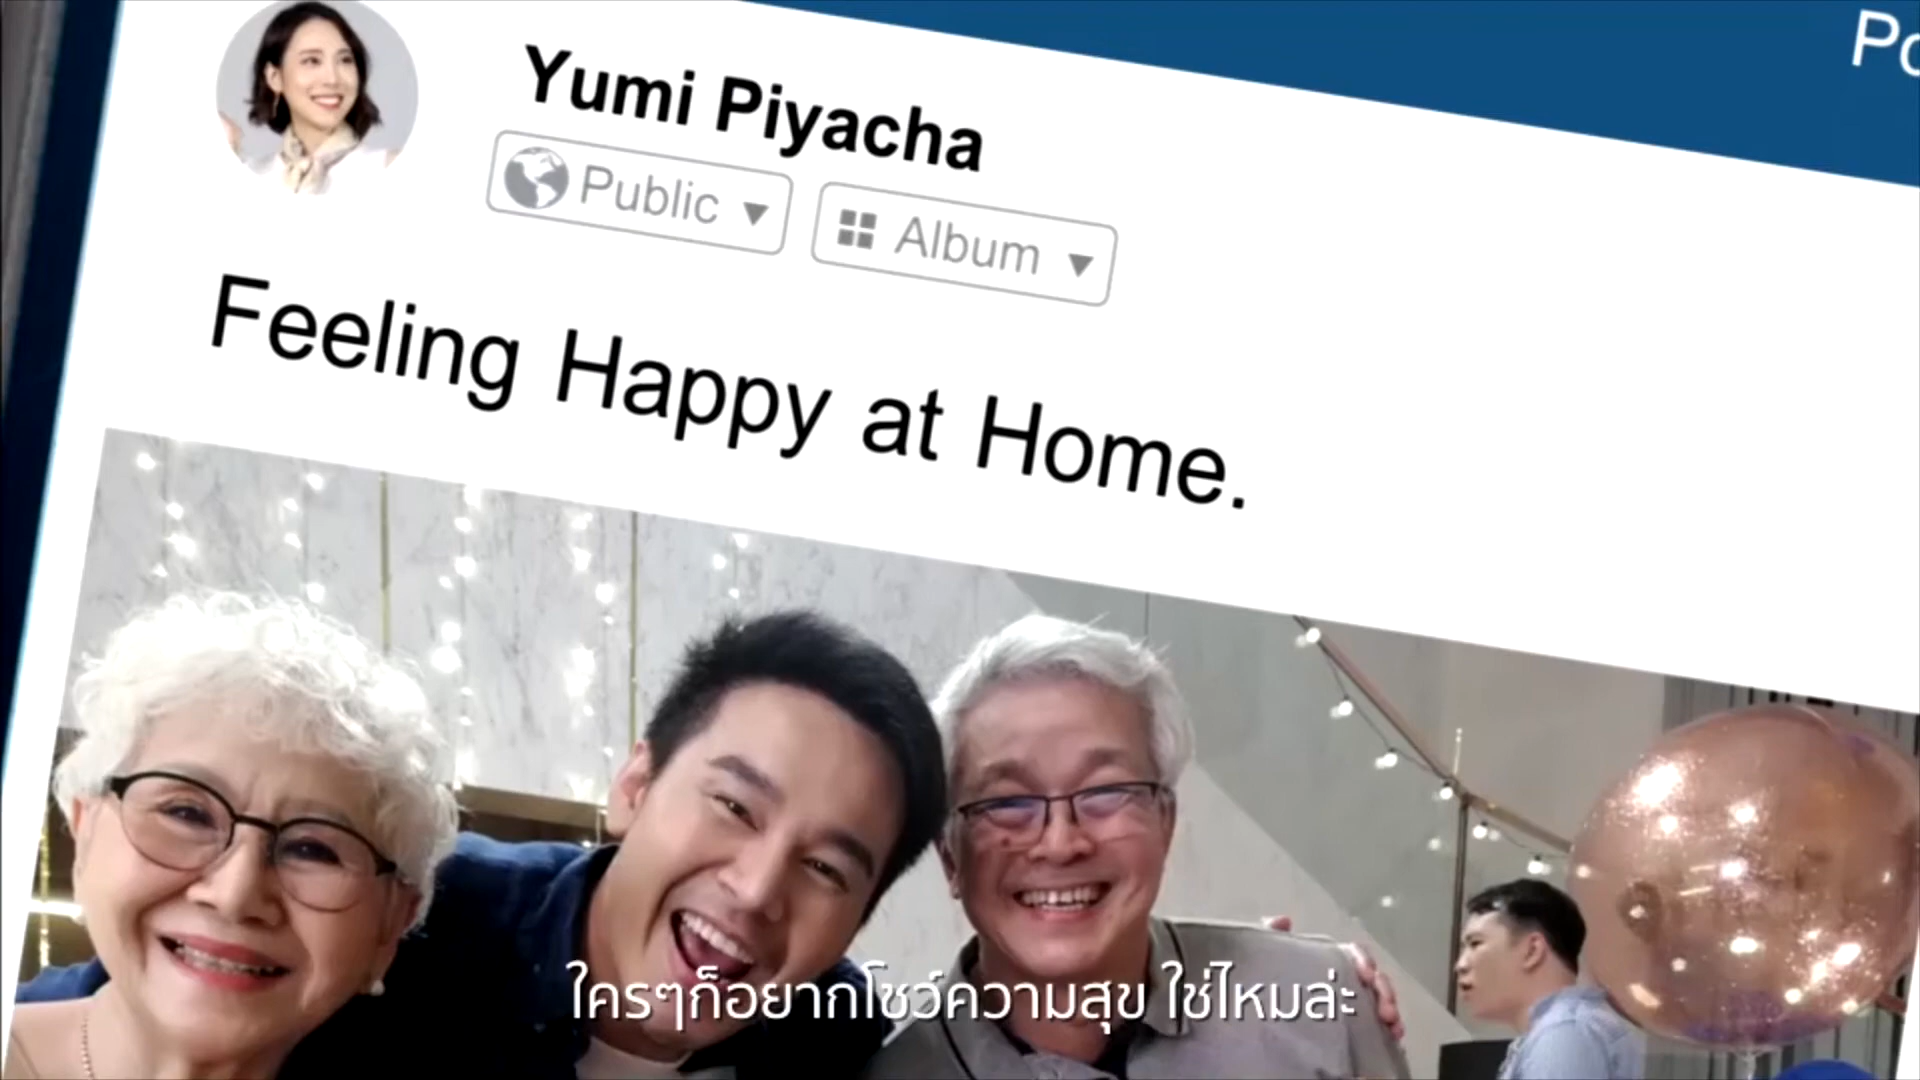 Po
Yumi Piyacha
Public
Album
Feeling Happy at Home.
ใครๆก็อยากโชว์ความสุข ใช่ไหมล่ะ